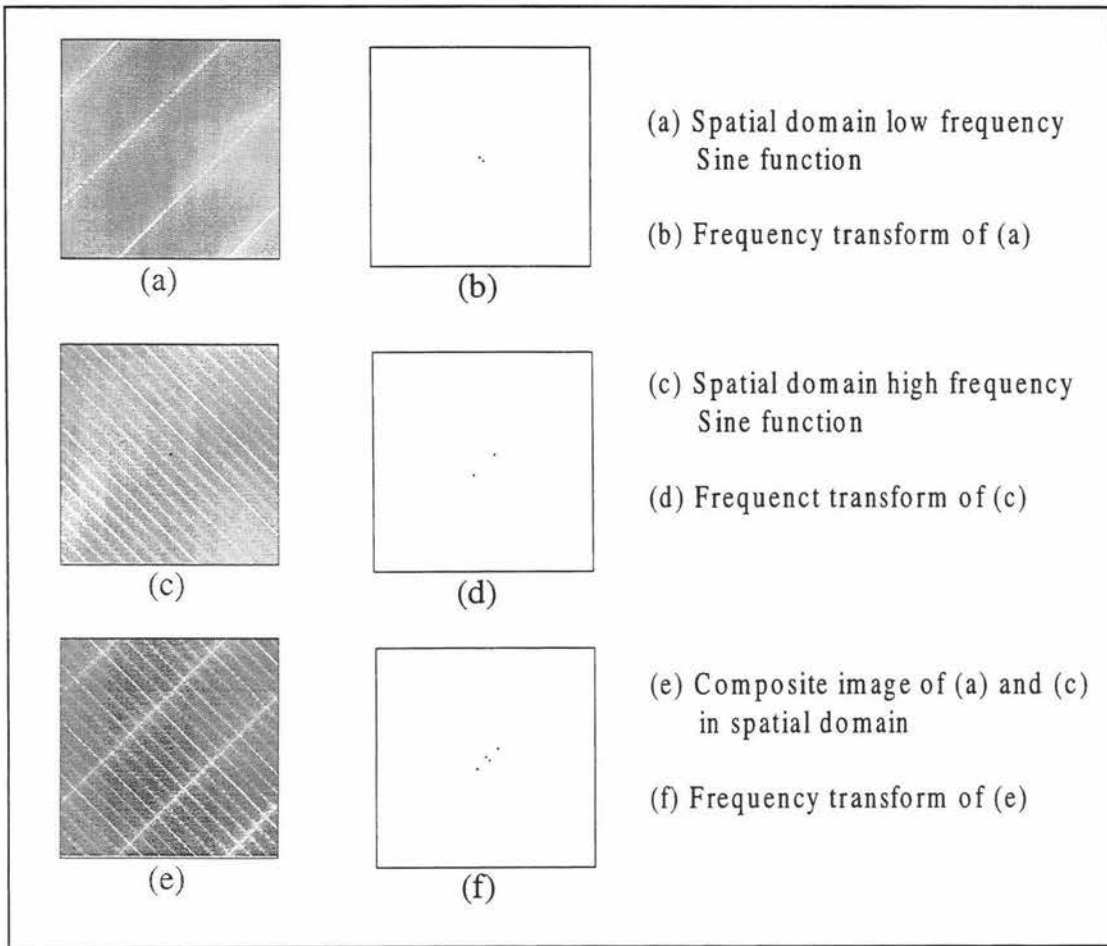 (a) Spatial domain low frequency
Sine function
(b) Frequency transform of (a)
(a)
(b)
(c) Spatial domain high frequency
Sine function
(d) Frequenct transform of (c)
(c)
(d)
(e) Composite image of (a) and (c)
in spatial domain
(f) Frequency transform of (e)
(e)
(f)